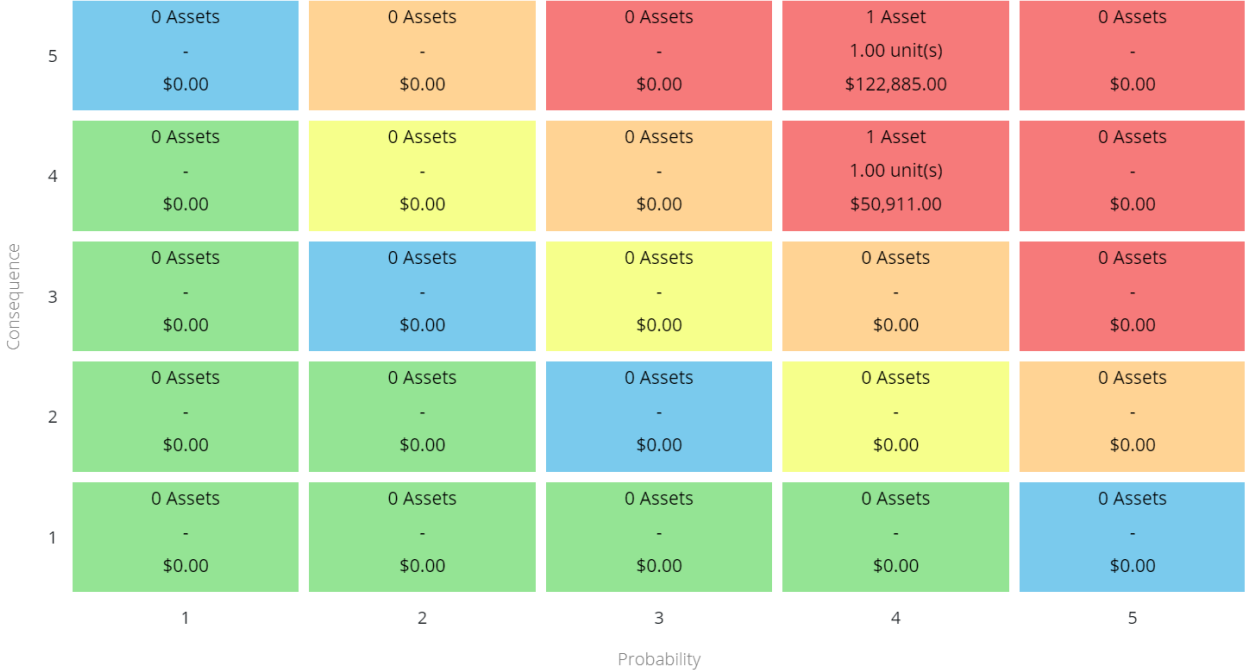 0 Assets 0 Assets 0 Assets 1 Asset 0 Assets
5 - - - 1.00 unit(s) -
$0.00 $0.00 $0.00 $122,885.00 $0.00
0 Assets 0 Assets 0 Assets 1 Asset 0 Assets
4 - - - 1.00 unit(s) -
$0.00 $0.00 $0.00 $50,911.00 $0.00
Consequence
0 Assets 0 Assets 0 Assets 0 Assets 0 Assets
3 - - - - -
$0.00 $0.00 $0.00 $0.00 $0.00
0 Assets 0 Assets 0 Assets 0 Assets 0 Assets
2 - - - - -
$0.00 $0.00 $0.00 $0.00 $0.00
0 Assets 0 Assets 0 Assets 0 Assets 0 Assets
1 - - - - -
$0.00 $0.00 $0.00 $0.00 $0.00
1 2 3 4 5
Probability